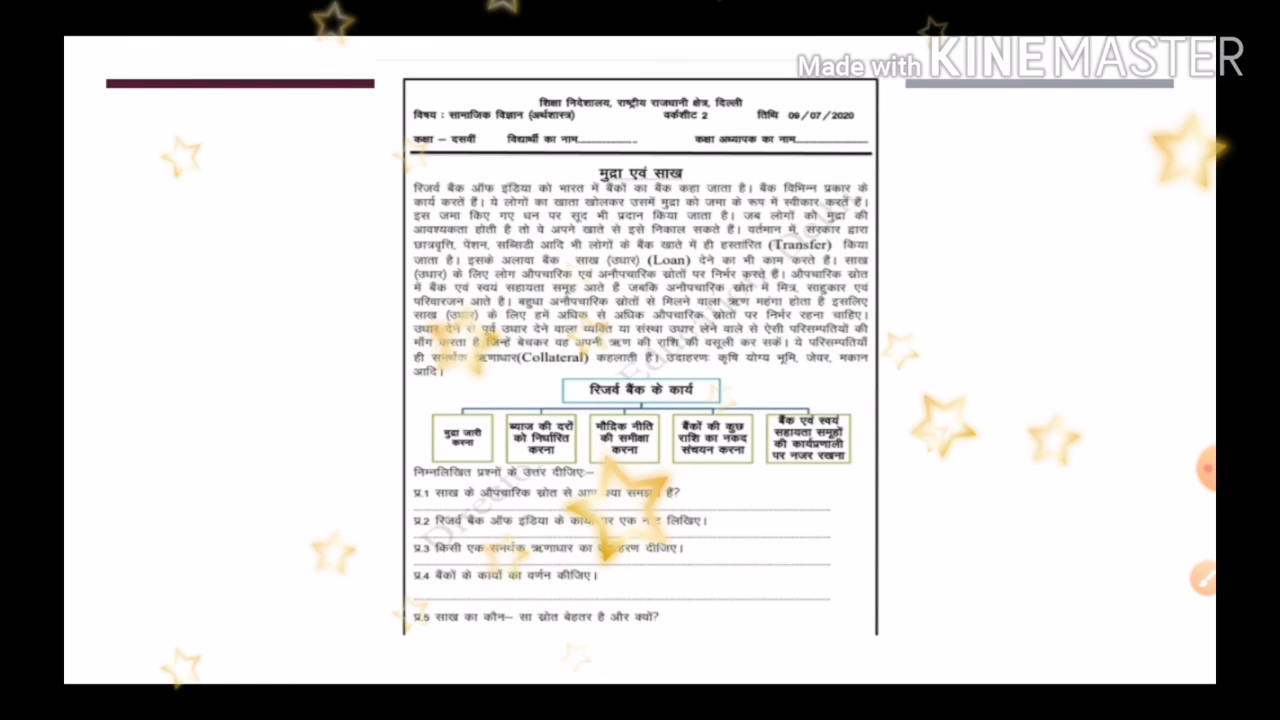 Made with KINEMASTER
शिक्षा निदेशालय, राष्ट्रीय राजधानी क्षेत्र, दिल्ली
विषय : सामाजिक विज्ञान (अर्थशास्त्र) वर्कशीट 2 तिथि 09/07/2020
कक्षा – दसवीं विद्यार्थी का नाम............... कक्षा अध्यापक का नाम...............
मुद्रा एवं साख
रिजर्व बैंक ऑफ इंडिया को भारत में बैंकों का बैंक कहा जाता है। बैंक विभिन्न प्रकार के
कार्य करतें हैं। ये लोगों का खाता खोलकर उसमें मुद्रा को जमा के रूप में स्वीकार करतें हैं।
इस जमा किए गए धन पर सूद भी प्रदान किया जाता है। जब लोगों को मुद्रा की
आवश्यकता होती है तो वे अपने खाते से इसे निकाल सकते हैं। वर्तमान में, सरकार द्वारा
छात्रवृत्ति, पेंशन, सब्सिडी आदि भी लोगों के बैंक खाते में ही हस्तांरित (Transfer) किया
जाता है। इसके अलावा बैंक साख (उधार) (Loan) देने का भी काम करते हैं। साख
(उधार) के लिए लोग औपचारिक एवं अनौपचारिक स्रोतों पर निर्भर करते हैं। औपचारिक स्रोत
में बैंक एवं स्वयं सहायता समूह आते हैं जबकि अनौपचारिक स्रोत में मित्र, साहुकार एवं
परिवारजन आते है। बहुधा अनौपचारिक स्रोतों से मिलने वाला ऋण महंगा होता है इसलिए
साख (उधार) के लिए हमें अधिक से अधिक औपचारिक स्रोतों पर निर्भर रहना चाहिए।
उधार देने से पूर्व उधार देने वाला व्यक्ति या संस्था उधार लेने वाले से ऐसी परिसम्पतियों की
माँग करता है जिन्हें बेचकर वह अपनी ऋण की राशि की वसूली कर सकें। ये परिसम्पतियाँ
ही समर्थक ऋणाधार(Collateral) कहलाती हैं। उदाहरणः कृषि योग्य भूमि, जेवर, मकान
आदि।
रिजर्व बैंक के कार्य
मुद्रा जारी
करना
ब्याज की दरों
को निर्धारित
करना
मौद्रिक नीति
की समीक्षा
करना
बैंकों की कुछ
राशि का नकद
संचयन करना
बैंक एवं स्वयं
सहायता समूहों
की कार्यप्रणाली
पर नजर रखना
निम्नलिखित प्रश्नों के उत्तर दीजिएः–
प्र.1 साख के औपचारिक स्रोत से क्या हैं?
प्र.2 रिजर्व बैंक ऑफ इंडिया के पर एक लिखिए।
प्र.3 किसी एक समर्थक ऋणाधार का दीजिए।
प्र.4 बैंकों के कार्यों का वर्णन कीजिए।
प्र.5 साख का कौन– सा स्रोत बेहतर है और क्यों?